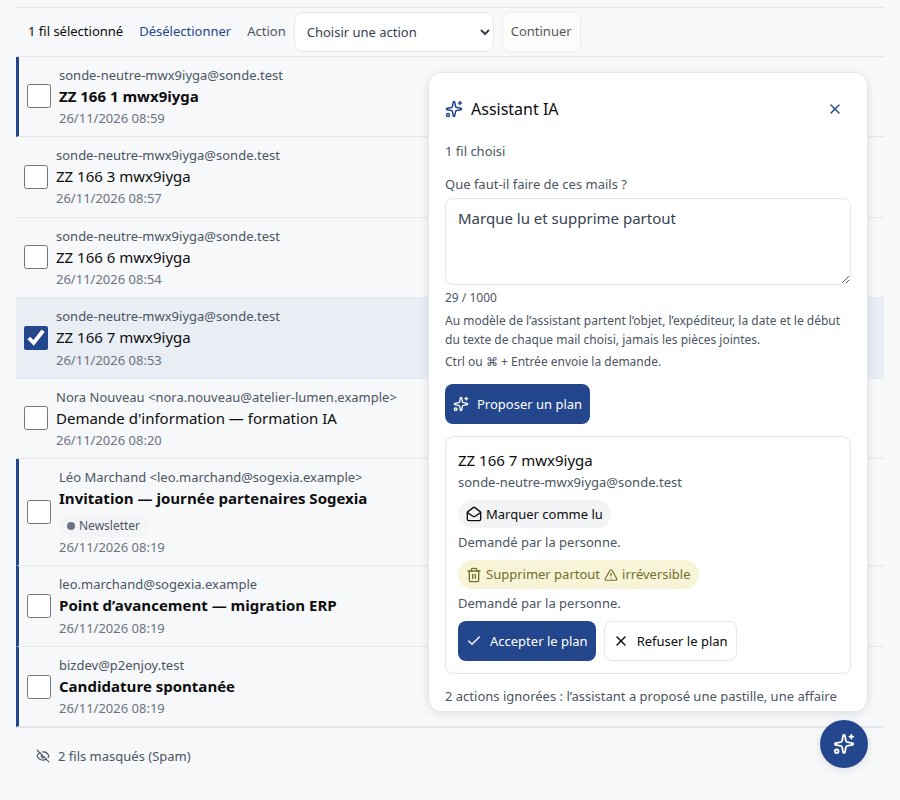 1 fil sélectionné Désélectionner Action Choisir une action Continuer
sonde-neutre-mwx9iyga@sonde.test
ZZ 166 1 mwx9iyga
26/11/2026 08:59
sonde-neutre-mwx9iyga@sonde.test
ZZ 166 3 mwx9iyga
26/11/2026 08:57
sonde-neutre-mwx9iyga@sonde.test
ZZ 166 6 mwx9iyga
26/11/2026 08:54
sonde-neutre-mwx9iyga@sonde.test
ZZ 166 7 mwx9iyga
26/11/2026 08:53
Nora Nouveau <nora.nouveau@atelier-lumen.example>
Demande d'information — formation IA
26/11/2026 08:20
Léo Marchand <leo.marchand@sogexia.example>
Invitation — journée partenaires Sogexia
Newsletter
26/11/2026 08:19
leo.marchand@sogexia.example
Point d’avancement — migration ERP
26/11/2026 08:19
bizdev@p2enjoy.test
Candidature spontanée
26/11/2026 08:19
2 fils masqués (Spam)
Assistant IA
1 fil choisi
Que faut-il faire de ces mails ?
Marque lu et supprime partout
29 / 1000
Au modèle de l’assistant partent l’objet, l’expéditeur, la date et le début
du texte de chaque mail choisi, jamais les pièces jointes.
Ctrl ou ⌘ + Entrée envoie la demande.
Proposer un plan
ZZ 166 7 mwx9iyga
sonde-neutre-mwx9iyga@sonde.test
Marquer comme lu
Demandé par la personne.
Supprimer partout irréversible
Demandé par la personne.
Accepter le plan Refuser le plan
2 actions ignorées : l’assistant a proposé une pastille, une affaire